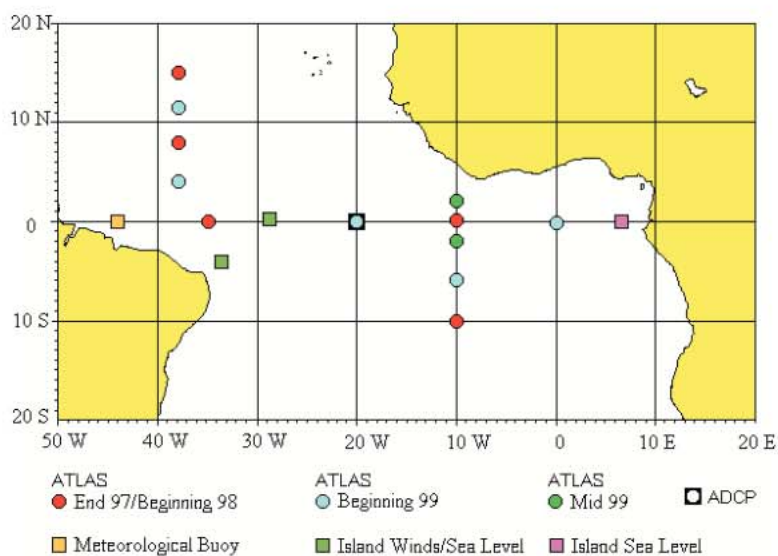 20 N
10 N
0
10 S
20 S
50 W 40 W 30 W 20 W 10 W 0 10 E 20 E
ATLAS ATLAS ATLAS
End 97/Beginning 98 Beginning 99 Mid 99 ADCP
Meteorological Buoy Island Winds/Sea Level Island Sea Level